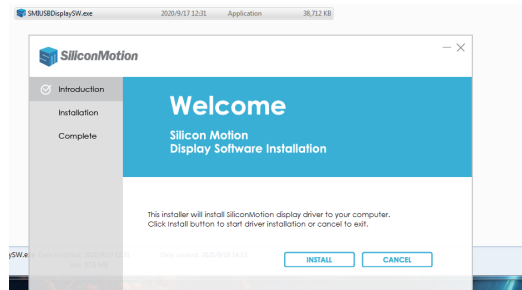 SMIUSBDisplaySW.exe 2020/9/17 12:31 Application 38,712 KB
SiliconMotion
Introduction
Installation
Complete
Welcome
Silicon Motion
Display Software Installation
This installer will install SiliconMotion display driver to your computer.
Click Install button to start driver installation or cancel to exit.
INSTALL
CANCEL